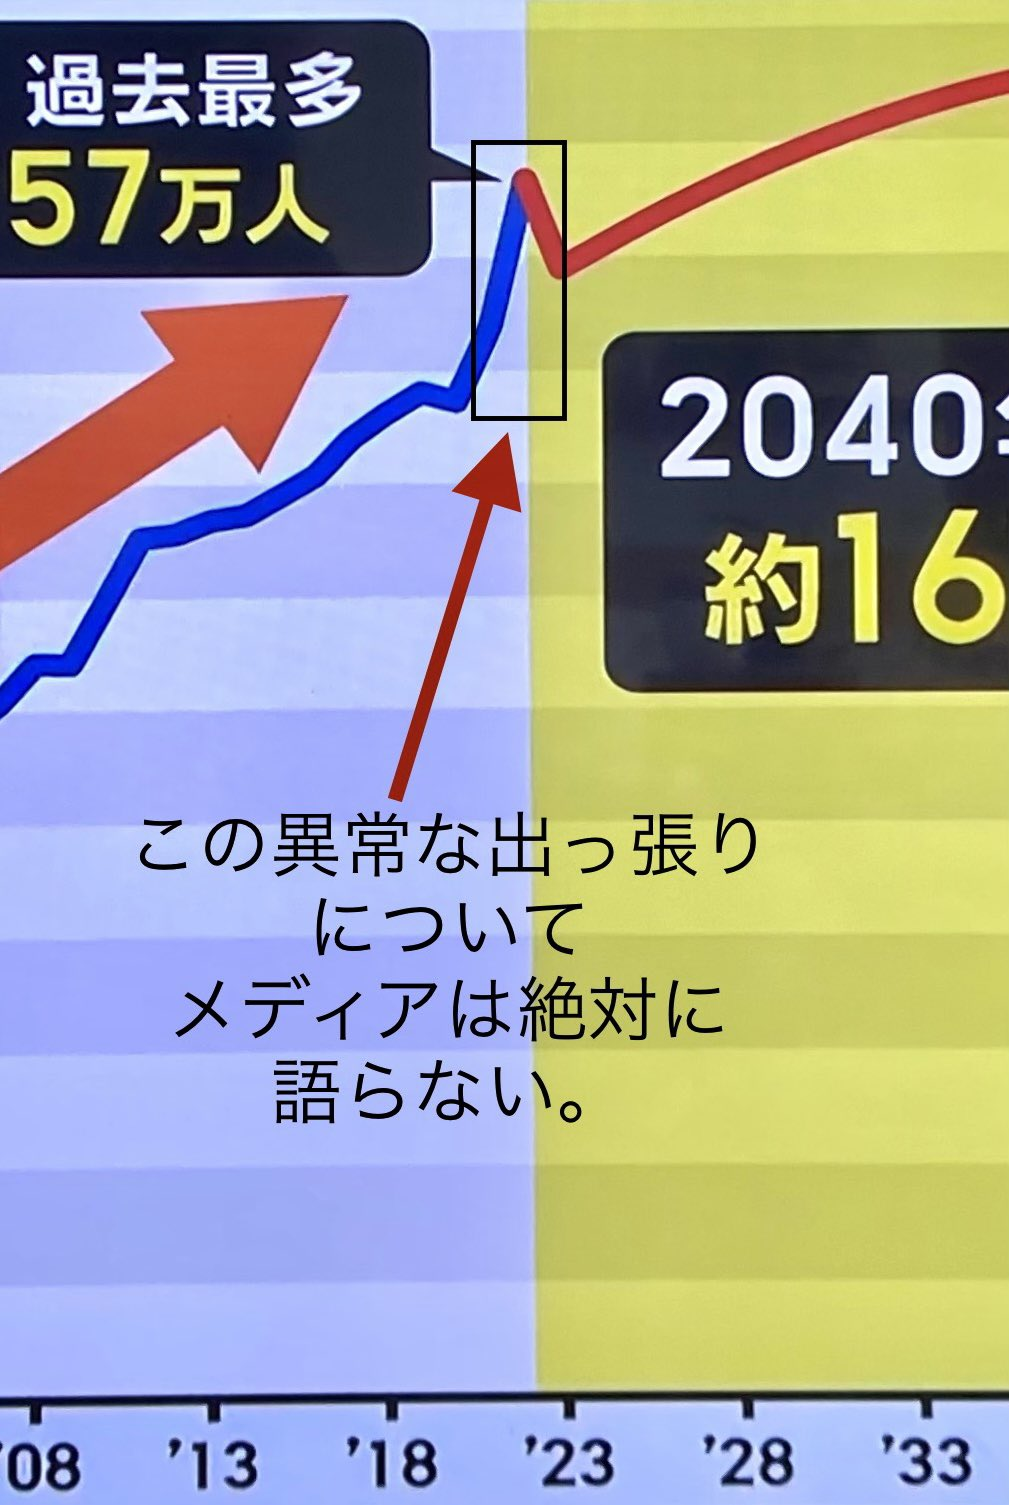 過去最多
57万人
2040
約16
この異常な出っ張り
について
メディアは絶対に
語らない。
'08
'13
'18
'23
'28
'33